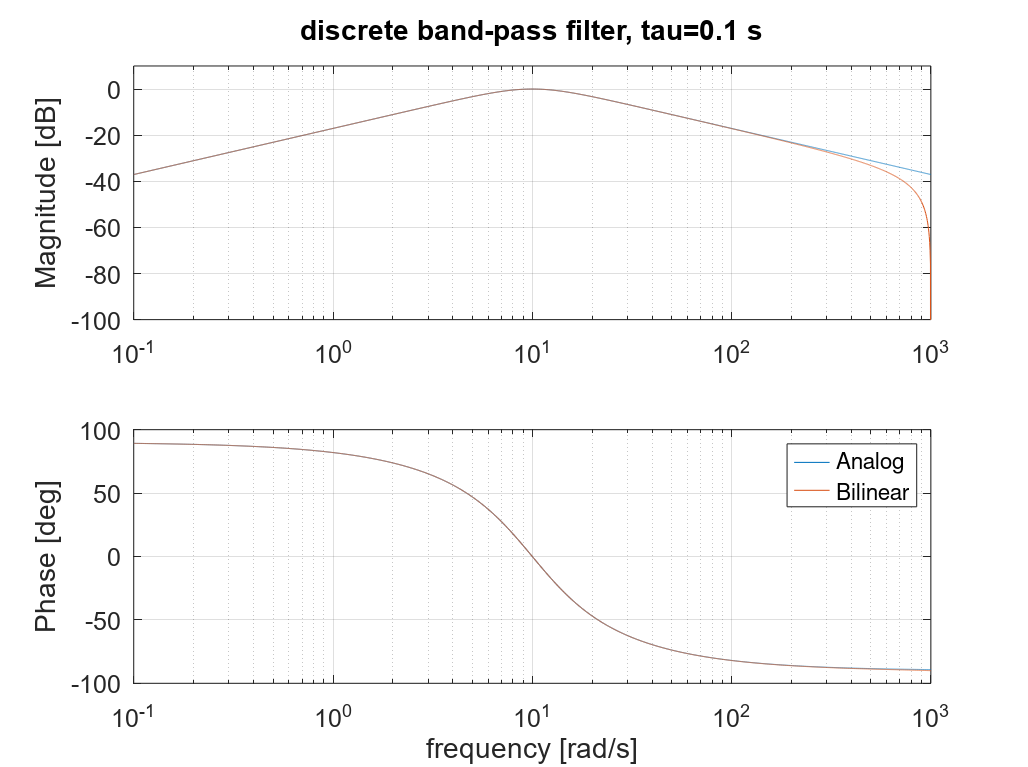 discrete band-pass filter, tau=0.1 s
Magnitude [dB]
0
-20
-40
-60
-80
-100
10^-1 10^0 10^1 10^2 10^3
Phase [deg]
100
50
0
-50
-100
Analog
Bilinear
10^-1 10^0 10^1 10^2 10^3
frequency [rad/s]